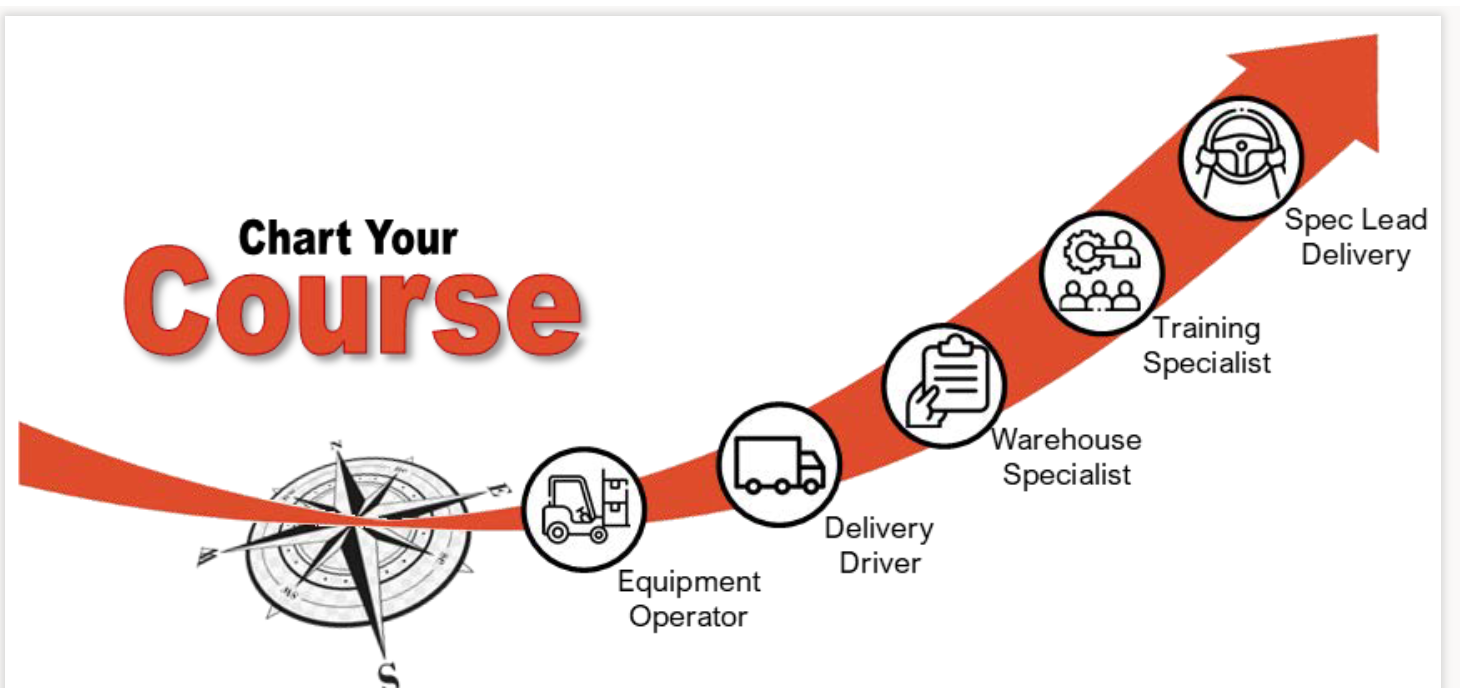 Chart Your
Course
Spec Lead
Delivery
Training
Specialist
Warehouse
Specialist
Delivery
Driver
Equipment
Operator
N
E
W
S